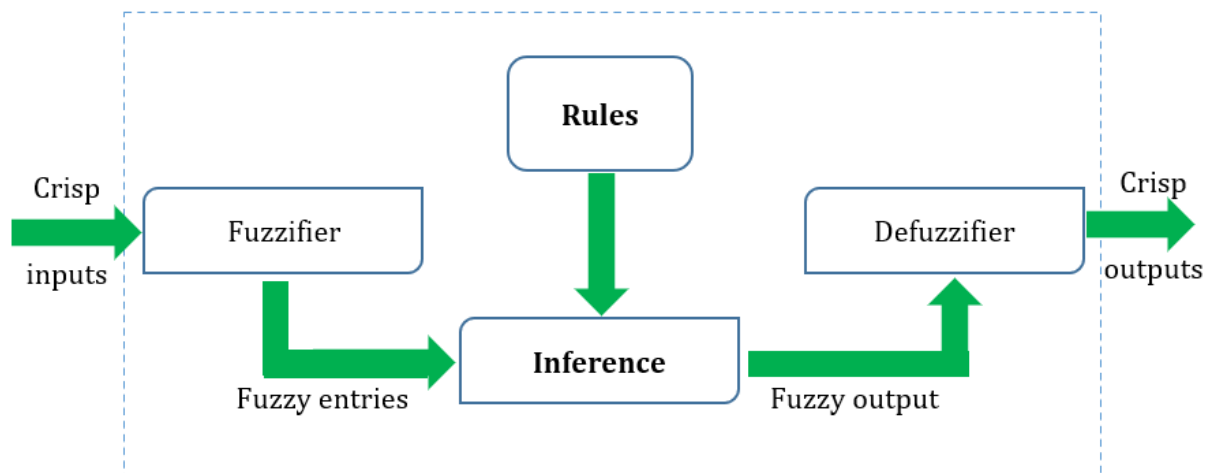 Rules
Crisp
inputs
Fuzzifier
Defuzzifier
Crisp
outputs
Inference
Fuzzy entries
Fuzzy output